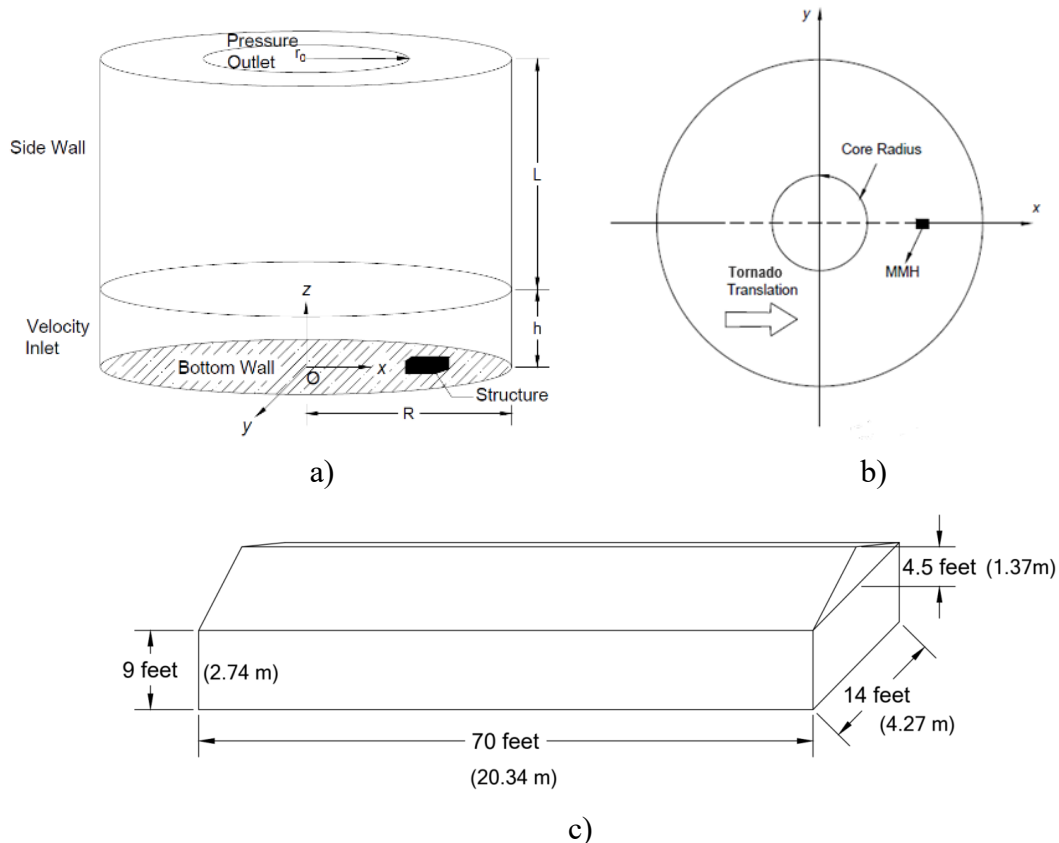 Pressure
Outlet
r₀
Side Wall
L
z
Velocity
Inlet
h
Bottom Wall
O
x
Structure
R
y
a)
y
Core Radius
x
MMH
Tornado
Translation
b)
4.5 feet (1.37m)
9 feet (2.74 m)
14 feet
(4.27 m)
70 feet
(20.34 m)
c)